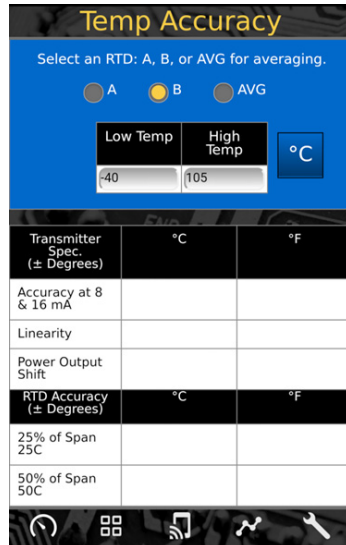 Temp Accuracy
Select an RTD: A, B, or AVG for averaging.
A B AVG
Low Temp High
Temp
°C
-40 105
Transmitter °C °F
Spec.
(± Degrees)
Accuracy at 8
& 16 mA
Linearity
Power Output
Shift
RTD Accuracy °C °F
(± Degrees)
25% of Span
25C
50% of Span
50C